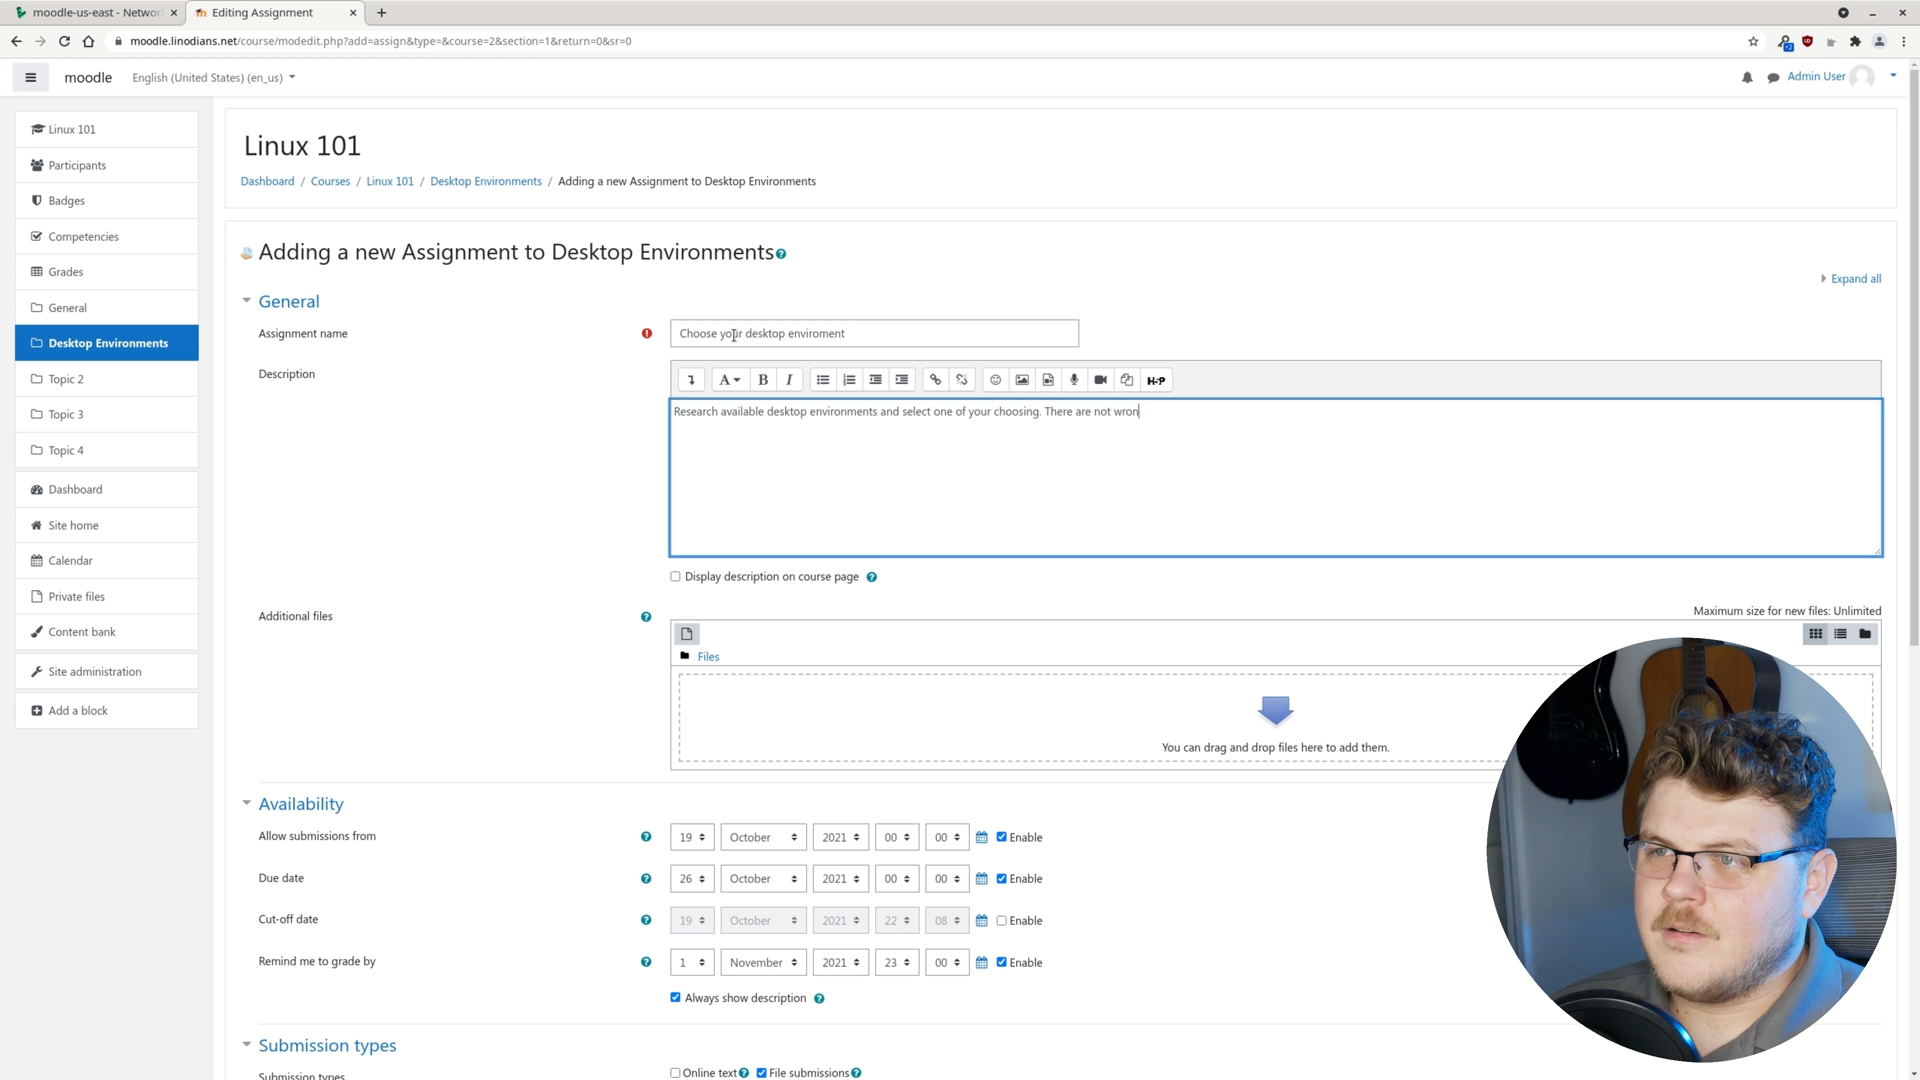 moodle-us-east - Networ
Editing Assignment
moodle.linodians.net/course/modedit.php?add=assign&type=&course=2&section=1&return=0&sr=0
moodle
English (United States) (en_us)
Admin User
Linux 101
Participants
Badges
Competencies
Grades
General
Desktop Environments
Topic 2
Topic 3
Topic 4
Dashboard
Site home
Calendar
Private files
Content bank
Site administration
Add a block
Linux 101
Dashboard / Courses / Linux 101 / Desktop Environments / Adding a new Assignment to Desktop Environments
Adding a new Assignment to Desktop Environments
Expand all
General
Assignment name
Choose your desktop enviroment
Description
A B I H-P
Research available desktop environments and select one of your choosing. There are not wron
Display description on course page
Additional files
Maximum size for new files: Unlimited
Files
You can drag and drop files here to add them.
Availability
Allow submissions from 19 October 2021 00 00 Enable
Due date 26 October 2021 00 00 Enable
Cut-off date 19 October 2021 22 08 Enable
Remind me to grade by 1 November 2021 23 00 Enable
Always show description
Submission types
Submission types Online text File submissions